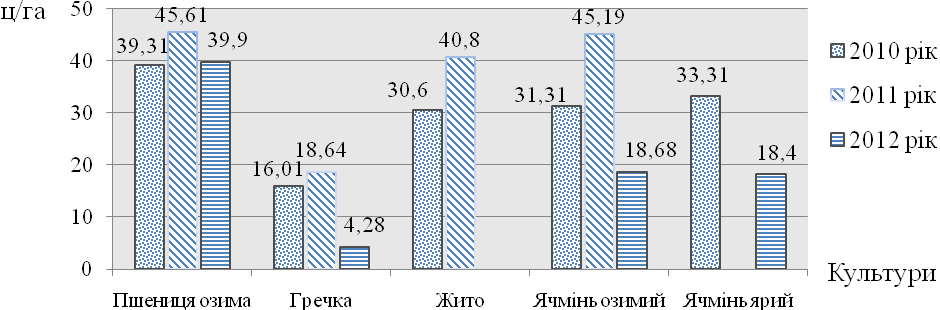 ц/га
50
40
30
20
10
0
39,31
45,61
39,9
16,01
18,64
4,28
30,6
40,8
31,31
45,19
18,68
33,31
18,4
Пшениця озима
Гречка
Жито
Ячмінь озимий
Ячмінь ярий
Культури
2010 рік
2011 рік
2012 рік